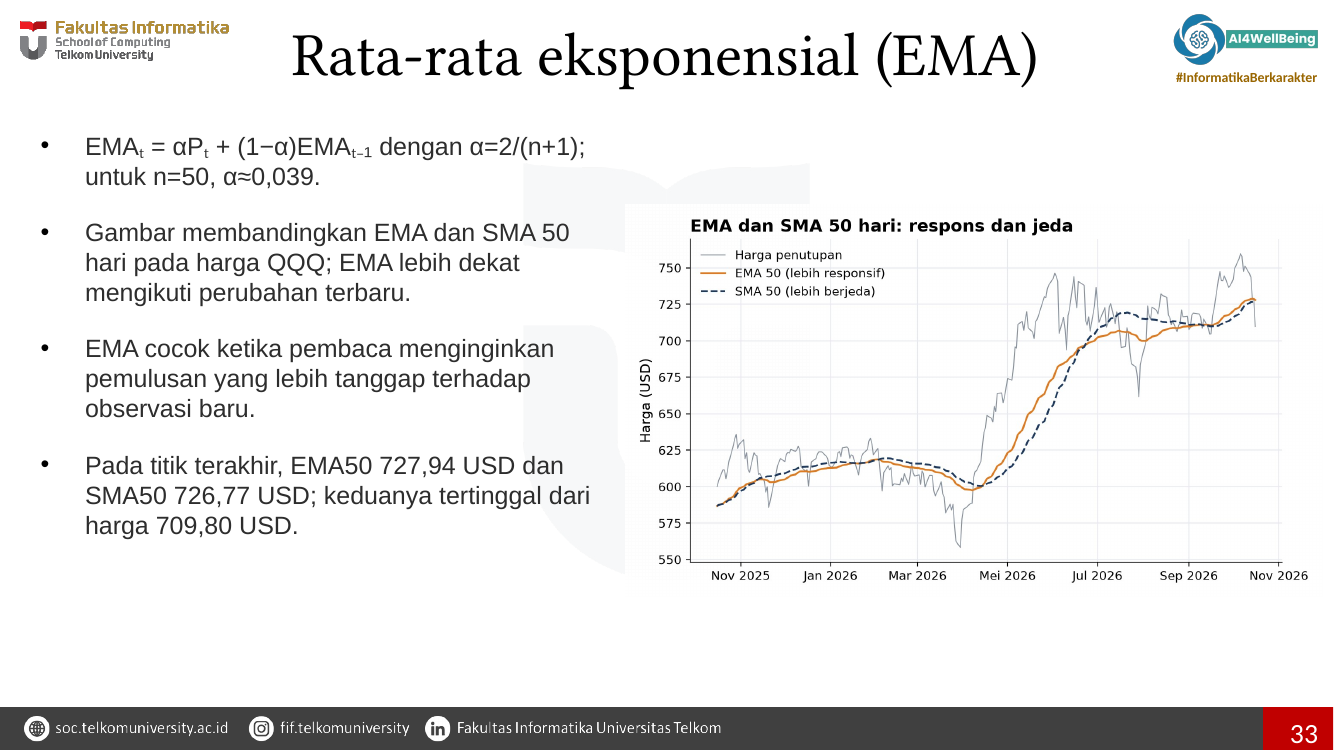 Fakultas Informatika
School of Computing
Telkom University
Rata-rata eksponensial (EMA)
AI4WellBeing
#InformatikaBerkarakter
• EMAₜ = αPₜ + (1−α)EMAₜ₋₁ dengan α=2/(n+1);
untuk n=50, α≈0,039.
• Gambar membandingkan EMA dan SMA 50
hari pada harga QQQ; EMA lebih dekat
mengikuti perubahan terbaru.
• EMA cocok ketika pembaca menginginkan
pemulusan yang lebih tanggap terhadap
observasi baru.
• Pada titik terakhir, EMA50 727,94 USD dan
SMA50 726,77 USD; keduanya tertinggal dari
harga 709,80 USD.
EMA dan SMA 50 hari: respons dan jeda
Harga penutupan
EMA 50 (lebih responsif)
SMA 50 (lebih berjeda)
Harga (USD)
750
725
700
675
650
625
600
575
550
Nov 2025 Jan 2026 Mar 2026 Mei 2026 Jul 2026 Sep 2026 Nov 2026
soc.telkomuniversity.ac.id fif.telkomuniversity Fakultas Informatika Universitas Telkom
33